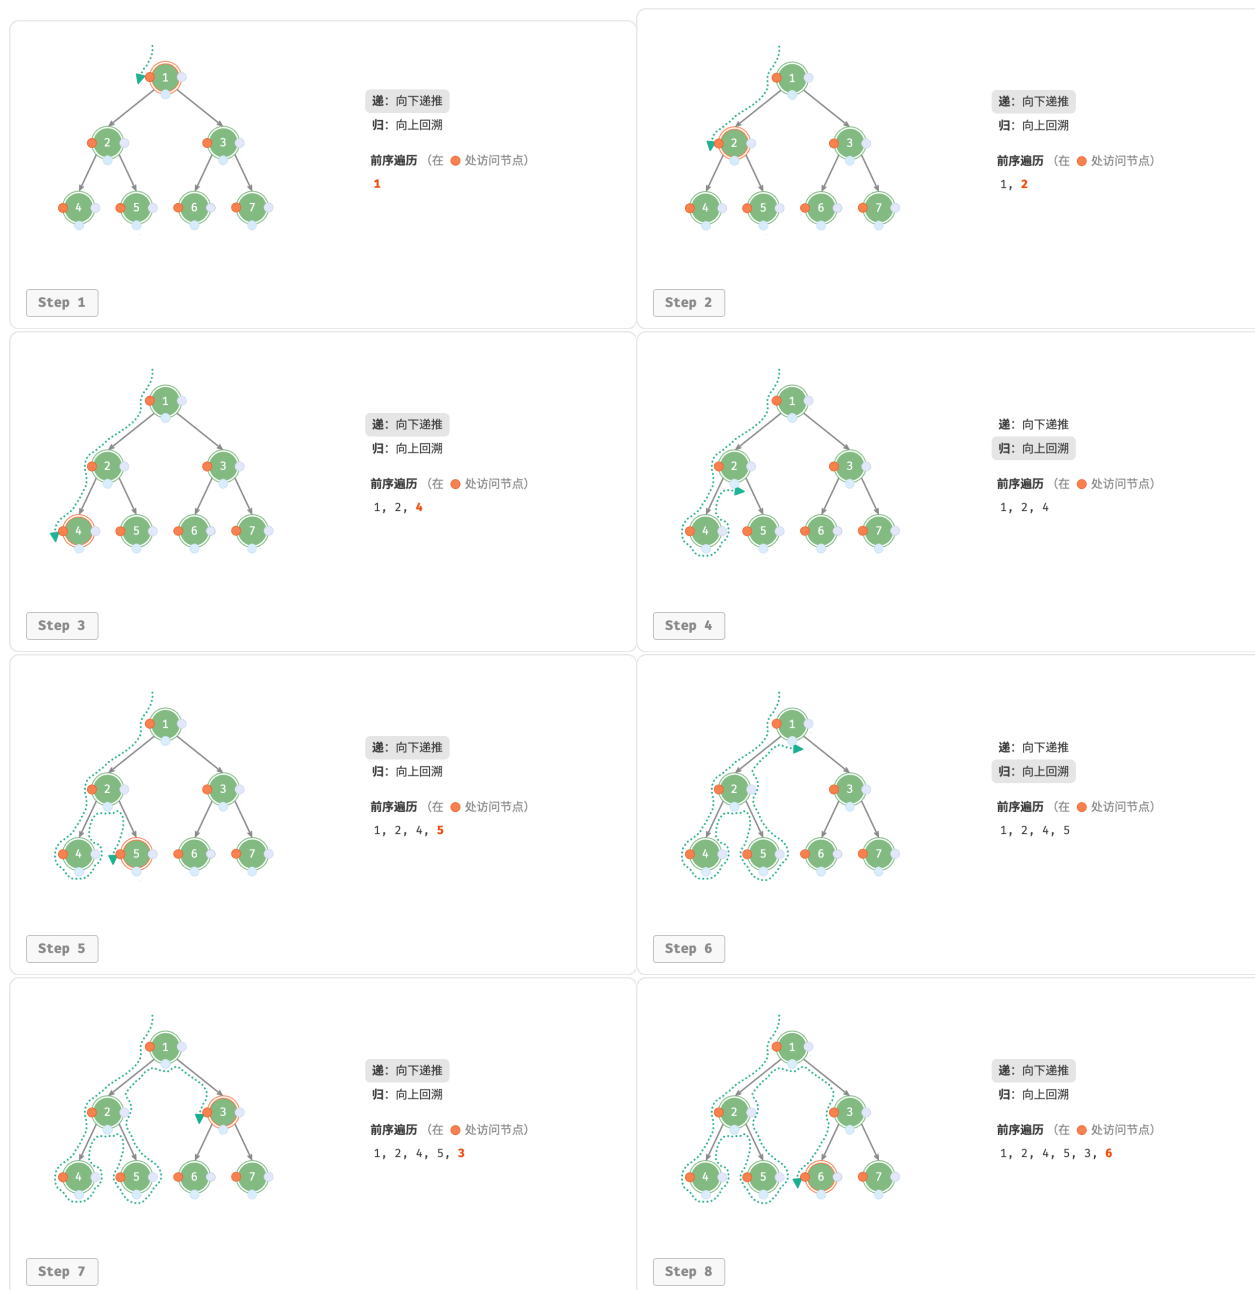 1
2
3
4
5
6
7
递：向下递推
归：向上回溯
前序遍历 （在 处访问节点）
1
Step 1
1
2
3
4
5
6
7
递：向下递推
归：向上回溯
前序遍历 （在 处访问节点）
1, 2
Step 2
1
2
3
4
5
6
7
递：向下递推
归：向上回溯
前序遍历 （在 处访问节点）
1, 2, 4
Step 3
1
2
3
4
5
6
7
递：向下递推
归：向上回溯
前序遍历 （在 处访问节点）
1, 2, 4
Step 4
1
2
3
4
5
6
7
递：向下递推
归：向上回溯
前序遍历 （在 处访问节点）
1, 2, 4, 5
Step 5
1
2
3
4
5
6
7
递：向下递推
归：向上回溯
前序遍历 （在 处访问节点）
1, 2, 4, 5
Step 6
1
2
3
4
5
6
7
递：向下递推
归：向上回溯
前序遍历 （在 处访问节点）
1, 2, 4, 5, 3
Step 7
1
2
3
4
5
6
7
递：向下递推
归：向上回溯
前序遍历 （在 处访问节点）
1, 2, 4, 5, 3, 6
Step 8